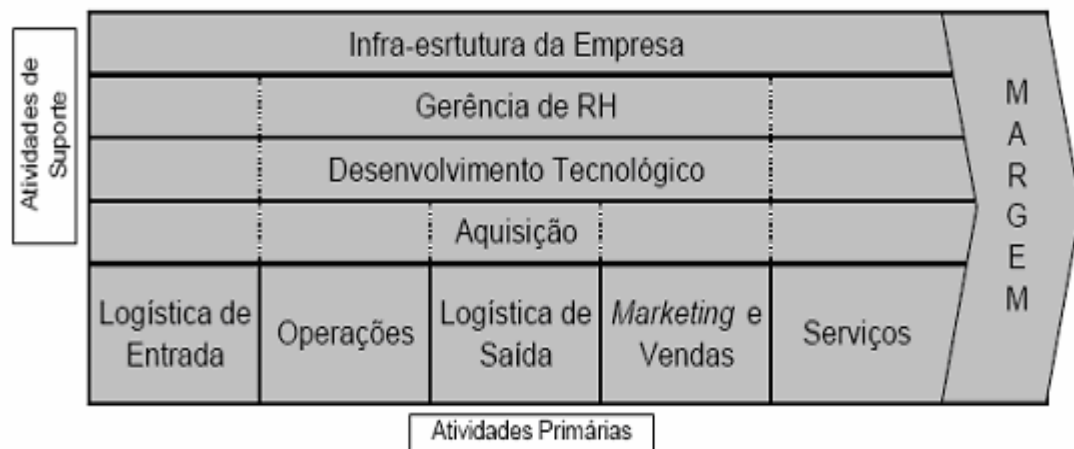 Atividades de
Suporte
Infra-esrtutura da Empresa
Gerência de RH
Desenvolvimento Tecnológico
Aquisição
Logística de
Entrada
Operações
Logística de
Saída
Marketing e
Vendas
Serviços
MARGEM
Atividades Primárias